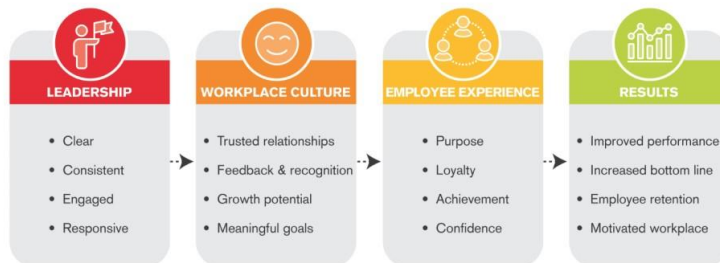 LEADERSHIP
• Clear
• Consistent
• Engaged
• Responsive
WORKPLACE CULTURE
• Trusted relationships
• Feedback & recognition
• Growth potential
• Meaningful goals
EMPLOYEE EXPERIENCE
• Purpose
• Loyalty
• Achievement
• Confidence
RESULTS
• Improved performance
• Increased bottom line
• Employee retention
• Motivated workplace